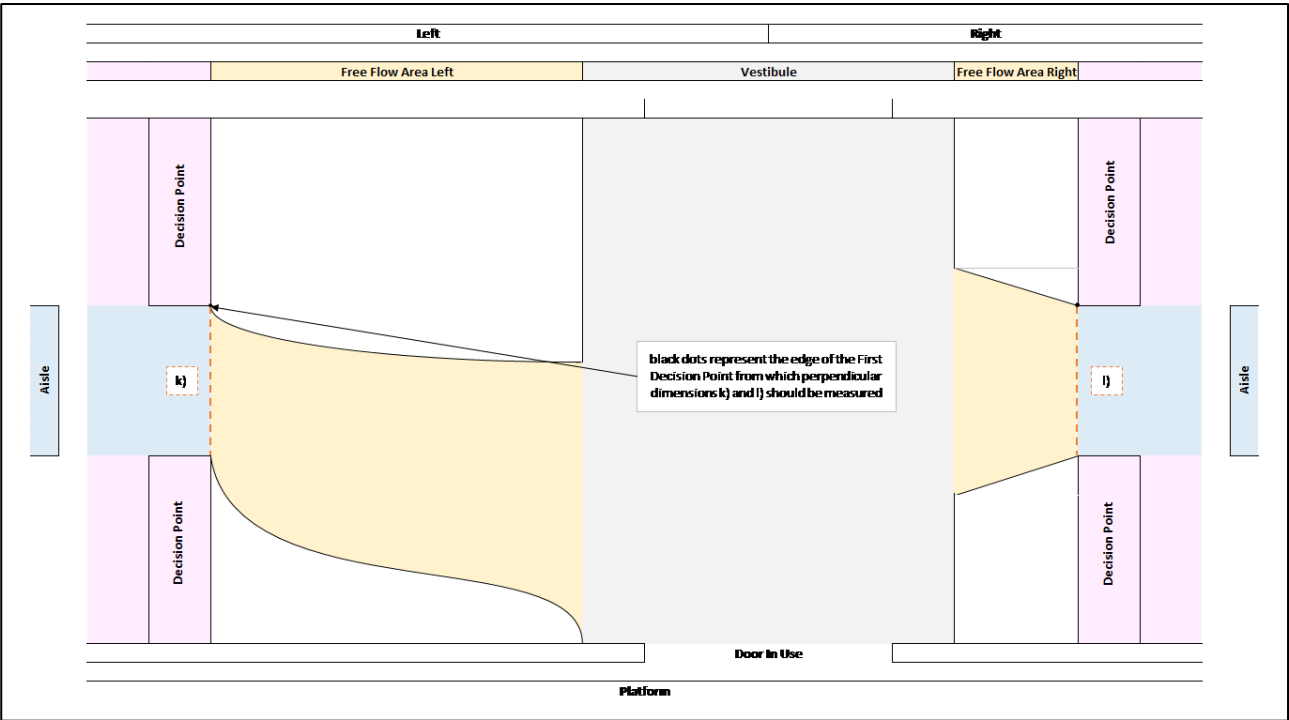 Left
Right
Free Flow Area Left
Vestibule
Free Flow Area Right
Decision Point
Decision Point
Aisle
k)
black dots represent the edge of the First
Decision Point from which perpendicular
dimensions k) and l) should be measured
l)
Aisle
Decision Point
Decision Point
Door In Use
Platform